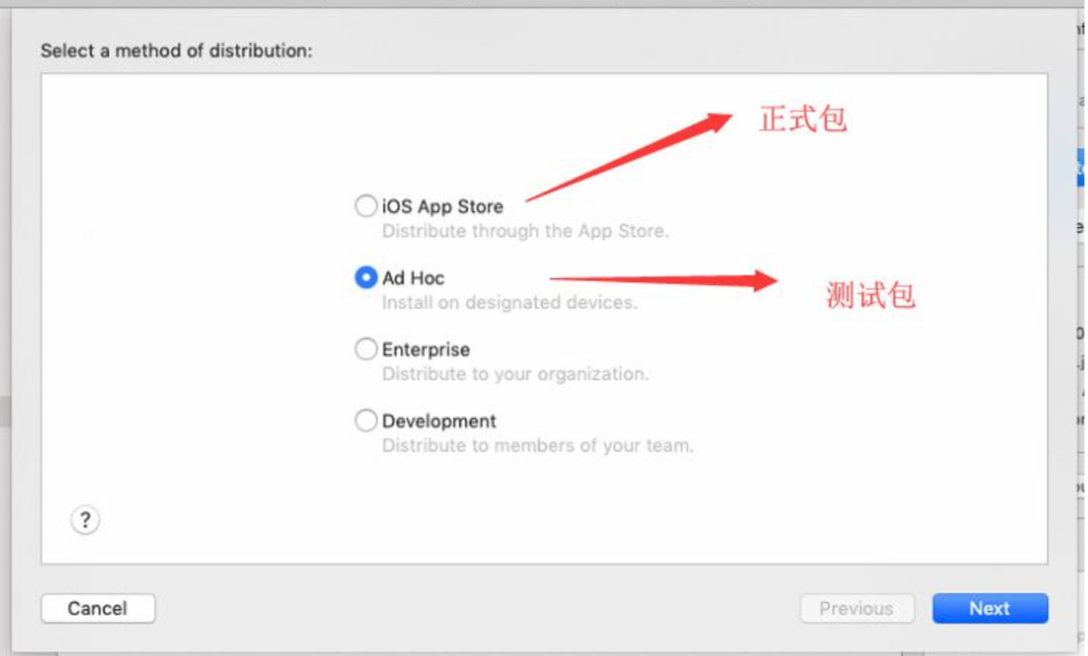 Select a method of distribution:
正式包
iOS App Store
Distribute through the App Store.
Ad Hoc
Install on designated devices.
测试包
Enterprise
Distribute to your organization.
Development
Distribute to members of your team.
?
Cancel
Previous
Next